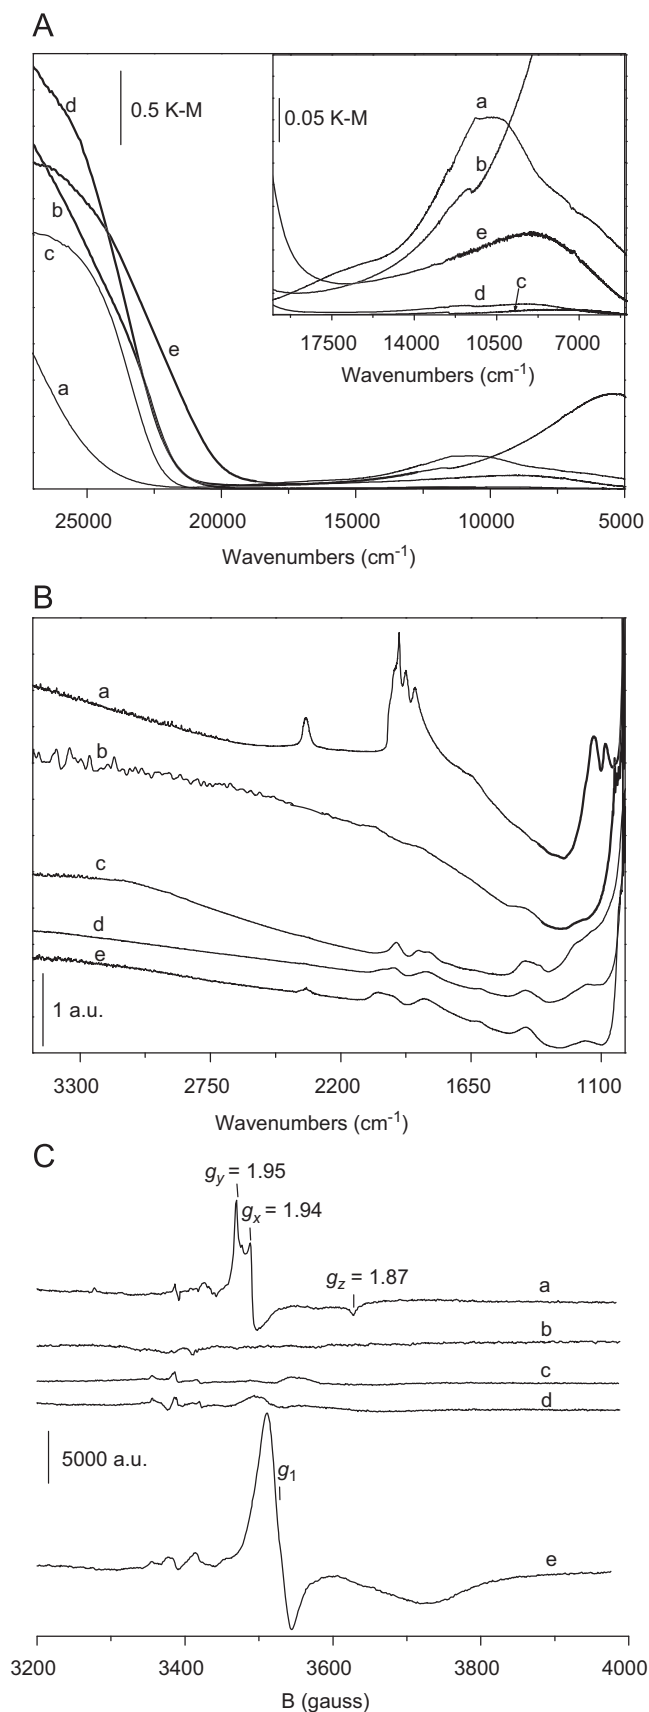 A
d
0.5 K-M
b
c
e
a
0.05 K-M
a
b
e
d
c
17500 14000 10500 7000
Wavenumbers (cm-1)
25000 20000 15000 10000 5000
Wavenumbers (cm-1)
B
a
b
c
d
e
1 a.u.
3300 2750 2200 1650 1100
Wavenumbers (cm-1)
C
gy = 1.95
gx = 1.94
gz = 1.87
a
b
c
d
5000 a.u.
g1
e
3200 3400 3600 3800 4000
B (gauss)